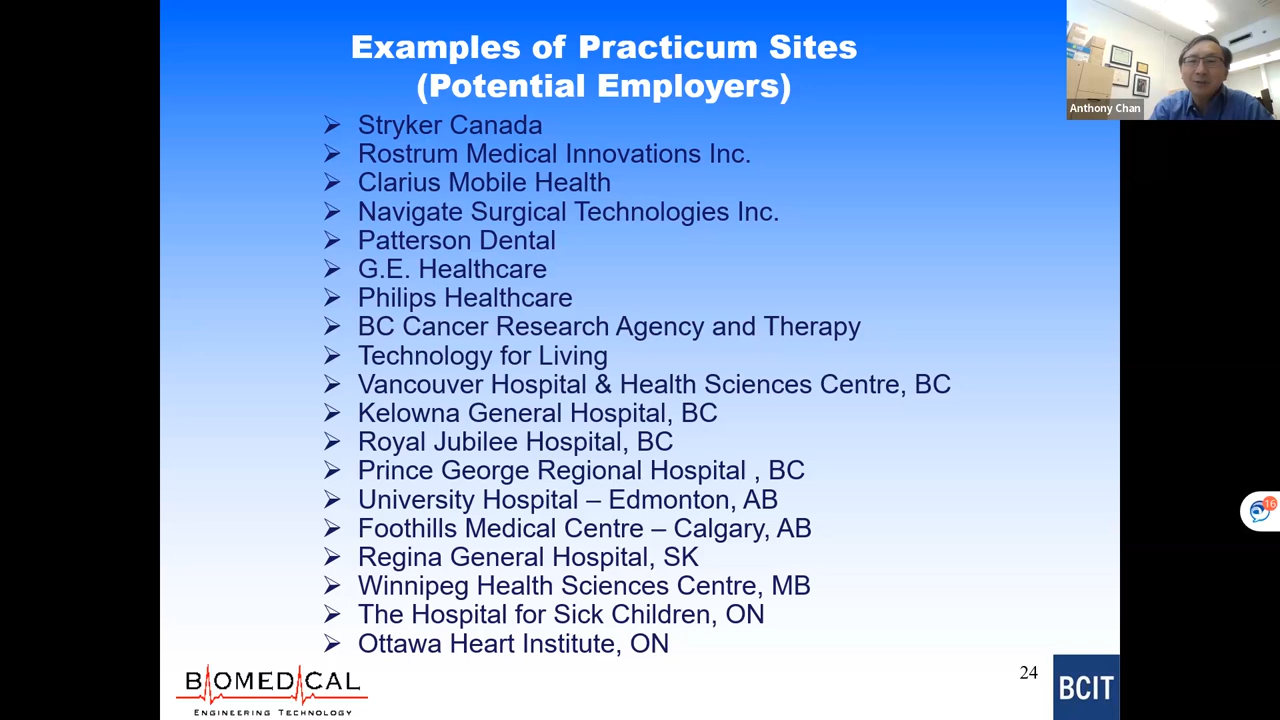 Examples of Practicum Sites
(Potential Employers)
Anthony Chan
➢ Stryker Canada
➢ Rostrum Medical Innovations Inc.
➢ Clarius Mobile Health
➢ Navigate Surgical Technologies Inc.
➢ Patterson Dental
➢ G.E. Healthcare
➢ Philips Healthcare
➢ BC Cancer Research Agency and Therapy
➢ Technology for Living
➢ Vancouver Hospital & Health Sciences Centre, BC
➢ Kelowna General Hospital, BC
➢ Royal Jubilee Hospital, BC
➢ Prince George Regional Hospital , BC
➢ University Hospital – Edmonton, AB
➢ Foothills Medical Centre – Calgary, AB
➢ Regina General Hospital, SK
➢ Winnipeg Health Sciences Centre, MB
➢ The Hospital for Sick Children, ON
➢ Ottawa Heart Institute, ON
16
24
BIOMEDICAL
ENGINEERING TECHNOLOGY
BCIT